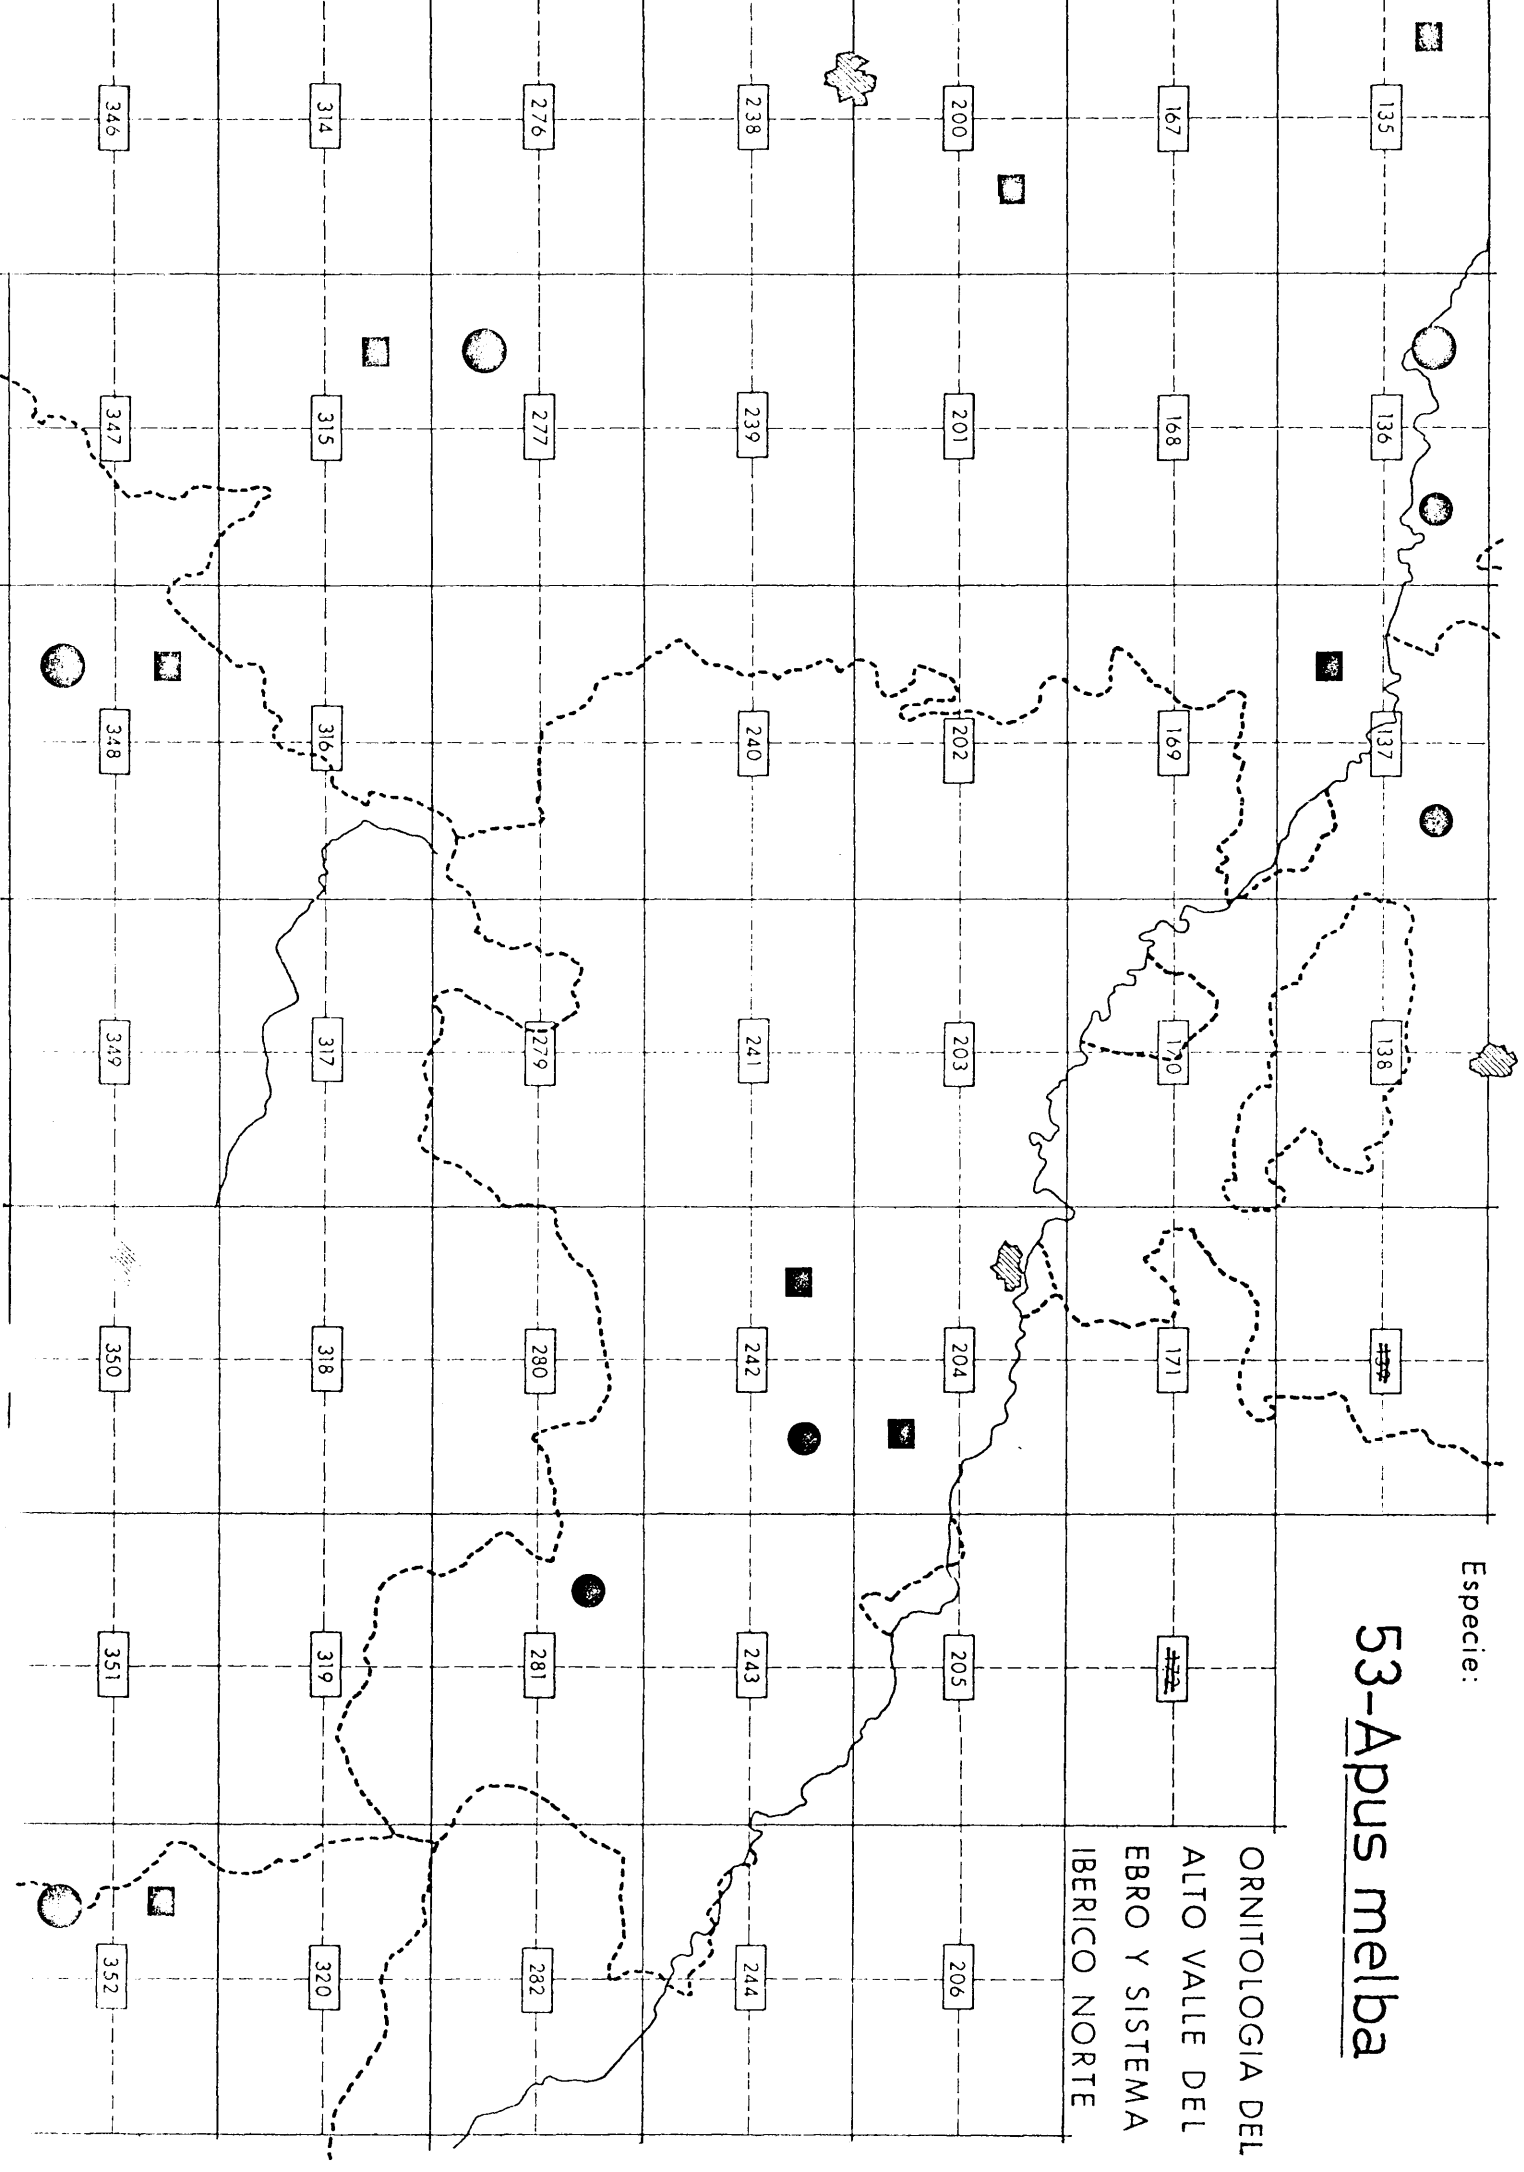 Especie:
53-Apus melba
ORNITOLOGIA DEL
ALTO VALLE DEL
EBRO Y SISTEMA
IBERICO NORTE
135 136 137 138 139
167 168 169 170 171 172
200 201 202 203 204 205 206
238 239 240 241 242 243 244
276 277 279 280 281 282
314 315 316 317 318 319 320
346 347 348 349 350 351 352